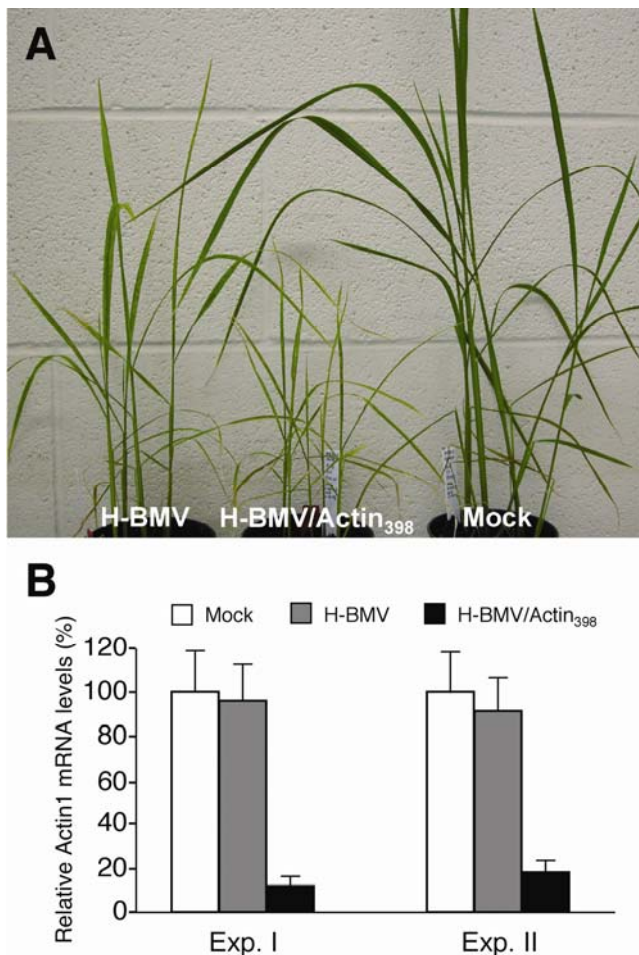 A
H-BMV H-BMV/Actin398 Mock
B
Mock H-BMV H-BMV/Actin398
Relative Actin1 mRNA levels (%)
120
100
80
60
40
20
0
Exp. I Exp. II